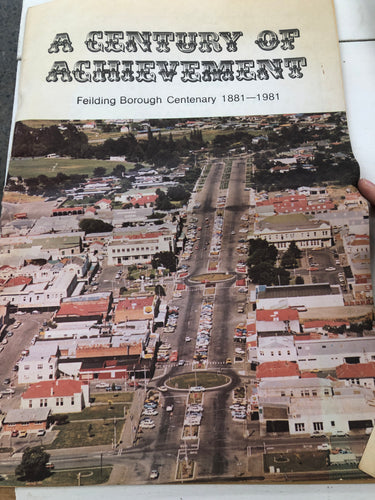 A CENTURY OF
ACHIEVEMENT
Feilding Borough Centenary 1881—1981